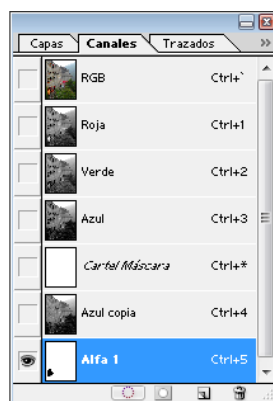 Capas Canales Trazados
RGB Ctrl+`
Roja Ctrl+1
Verde Ctrl+2
Azul Ctrl+3
Cartel Máscara Ctrl+*
Azul copia Ctrl+4
Alfa 1 Ctrl+5